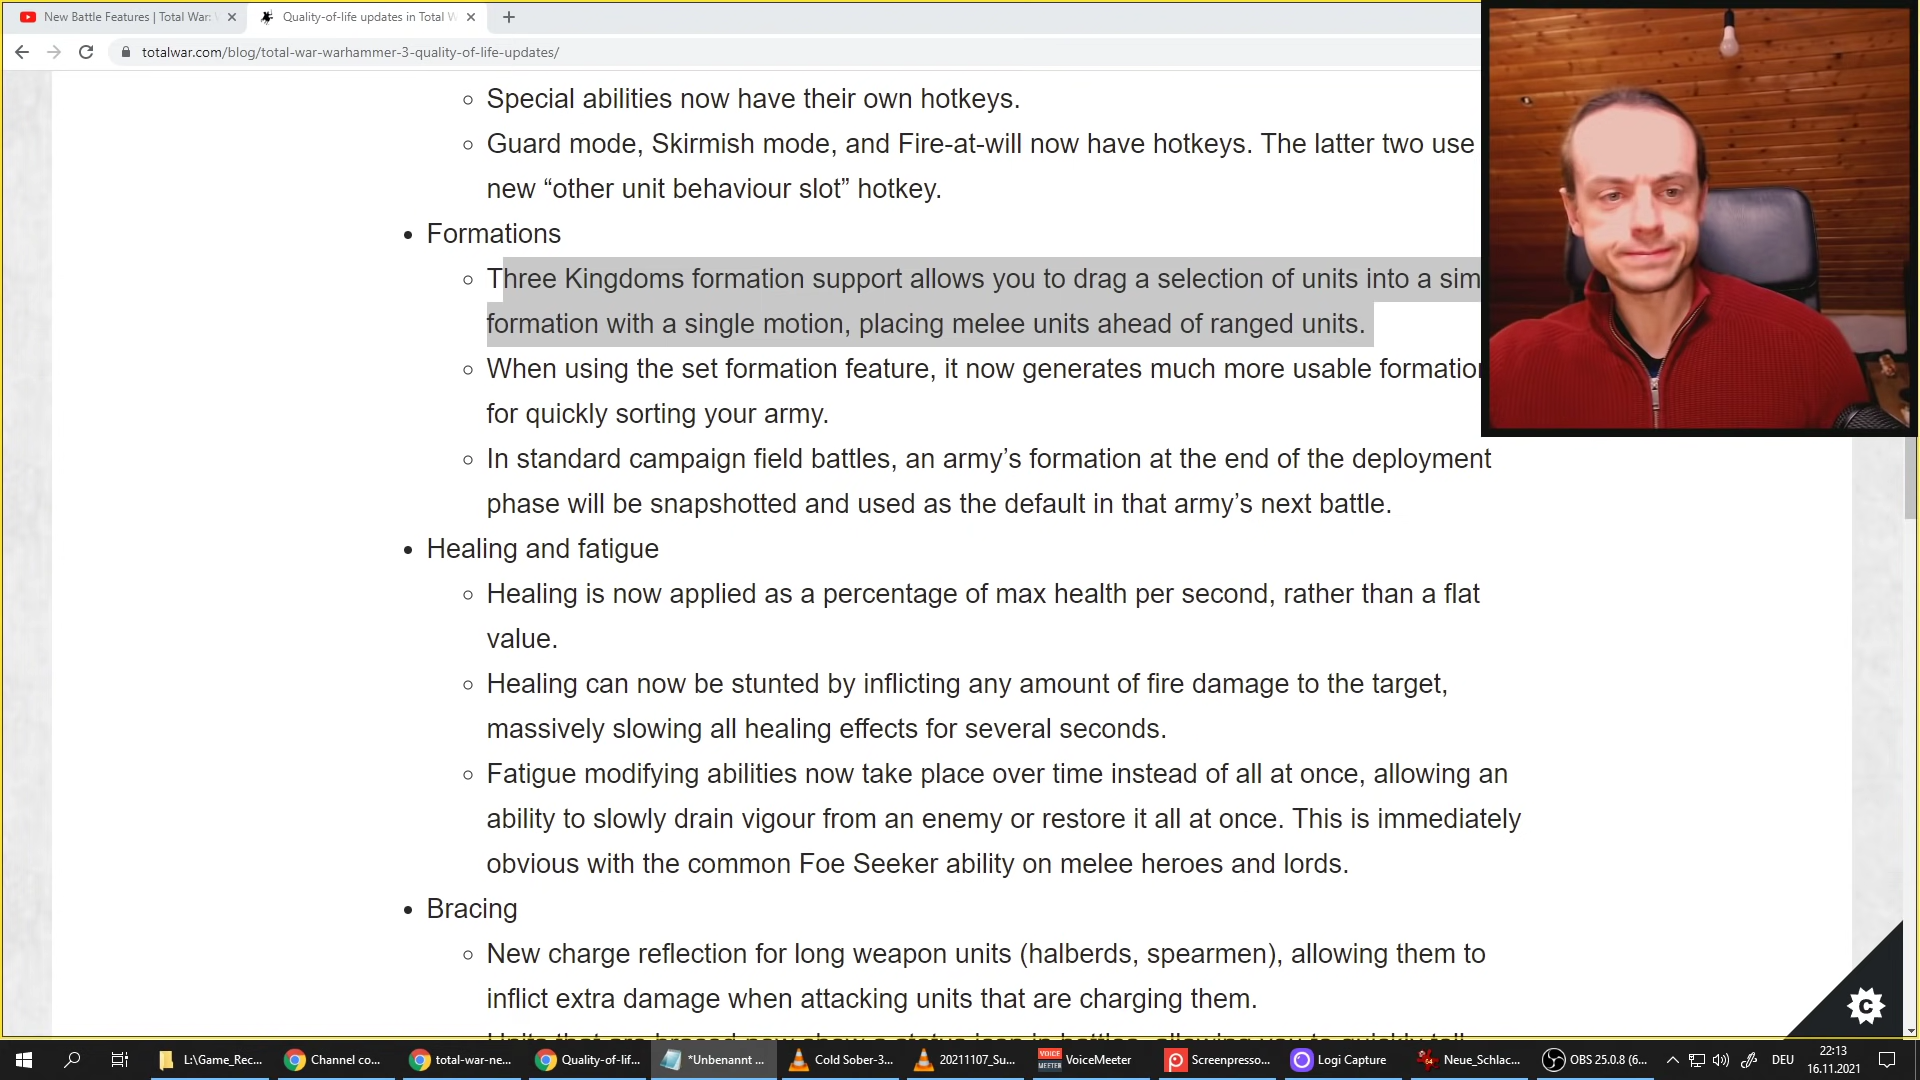 New Battle Features | Total War:
Quality-of-life updates in Total W
totalwar.com/blog/total-war-warhammer-3-quality-of-life-updates/
Special abilities now have their own hotkeys.
Guard mode, Skirmish mode, and Fire-at-will now have hotkeys. The latter two use
new “other unit behaviour slot” hotkey.
Formations
Three Kingdoms formation support allows you to drag a selection of units into a sim
formation with a single motion, placing melee units ahead of ranged units.
When using the set formation feature, it now generates much more usable formation
for quickly sorting your army.
In standard campaign field battles, an army’s formation at the end of the deployment
phase will be snapshotted and used as the default in that army’s next battle.
Healing and fatigue
Healing is now applied as a percentage of max health per second, rather than a flat
value.
Healing can now be stunted by inflicting any amount of fire damage to the target,
massively slowing all healing effects for several seconds.
Fatigue modifying abilities now take place over time instead of all at once, allowing an
ability to slowly drain vigour from an enemy or restore it all at once. This is immediately
obvious with the common Foe Seeker ability on melee heroes and lords.
Bracing
New charge reflection for long weapon units (halberds, spearmen), allowing them to
inflict extra damage when attacking units that are charging them.
L:\Game_Rec...
Channel co...
total-war-ne...
Quality-of-lif...
*Unbenannt ...
Cold Sober-3...
20211107_Su...
VOICE MEETER
VoiceMeeter
Screenpresso...
Logi Capture
64
Neue_Schlac...
OBS 25.0.8 (6...
DEU
22:13
16.11.2021